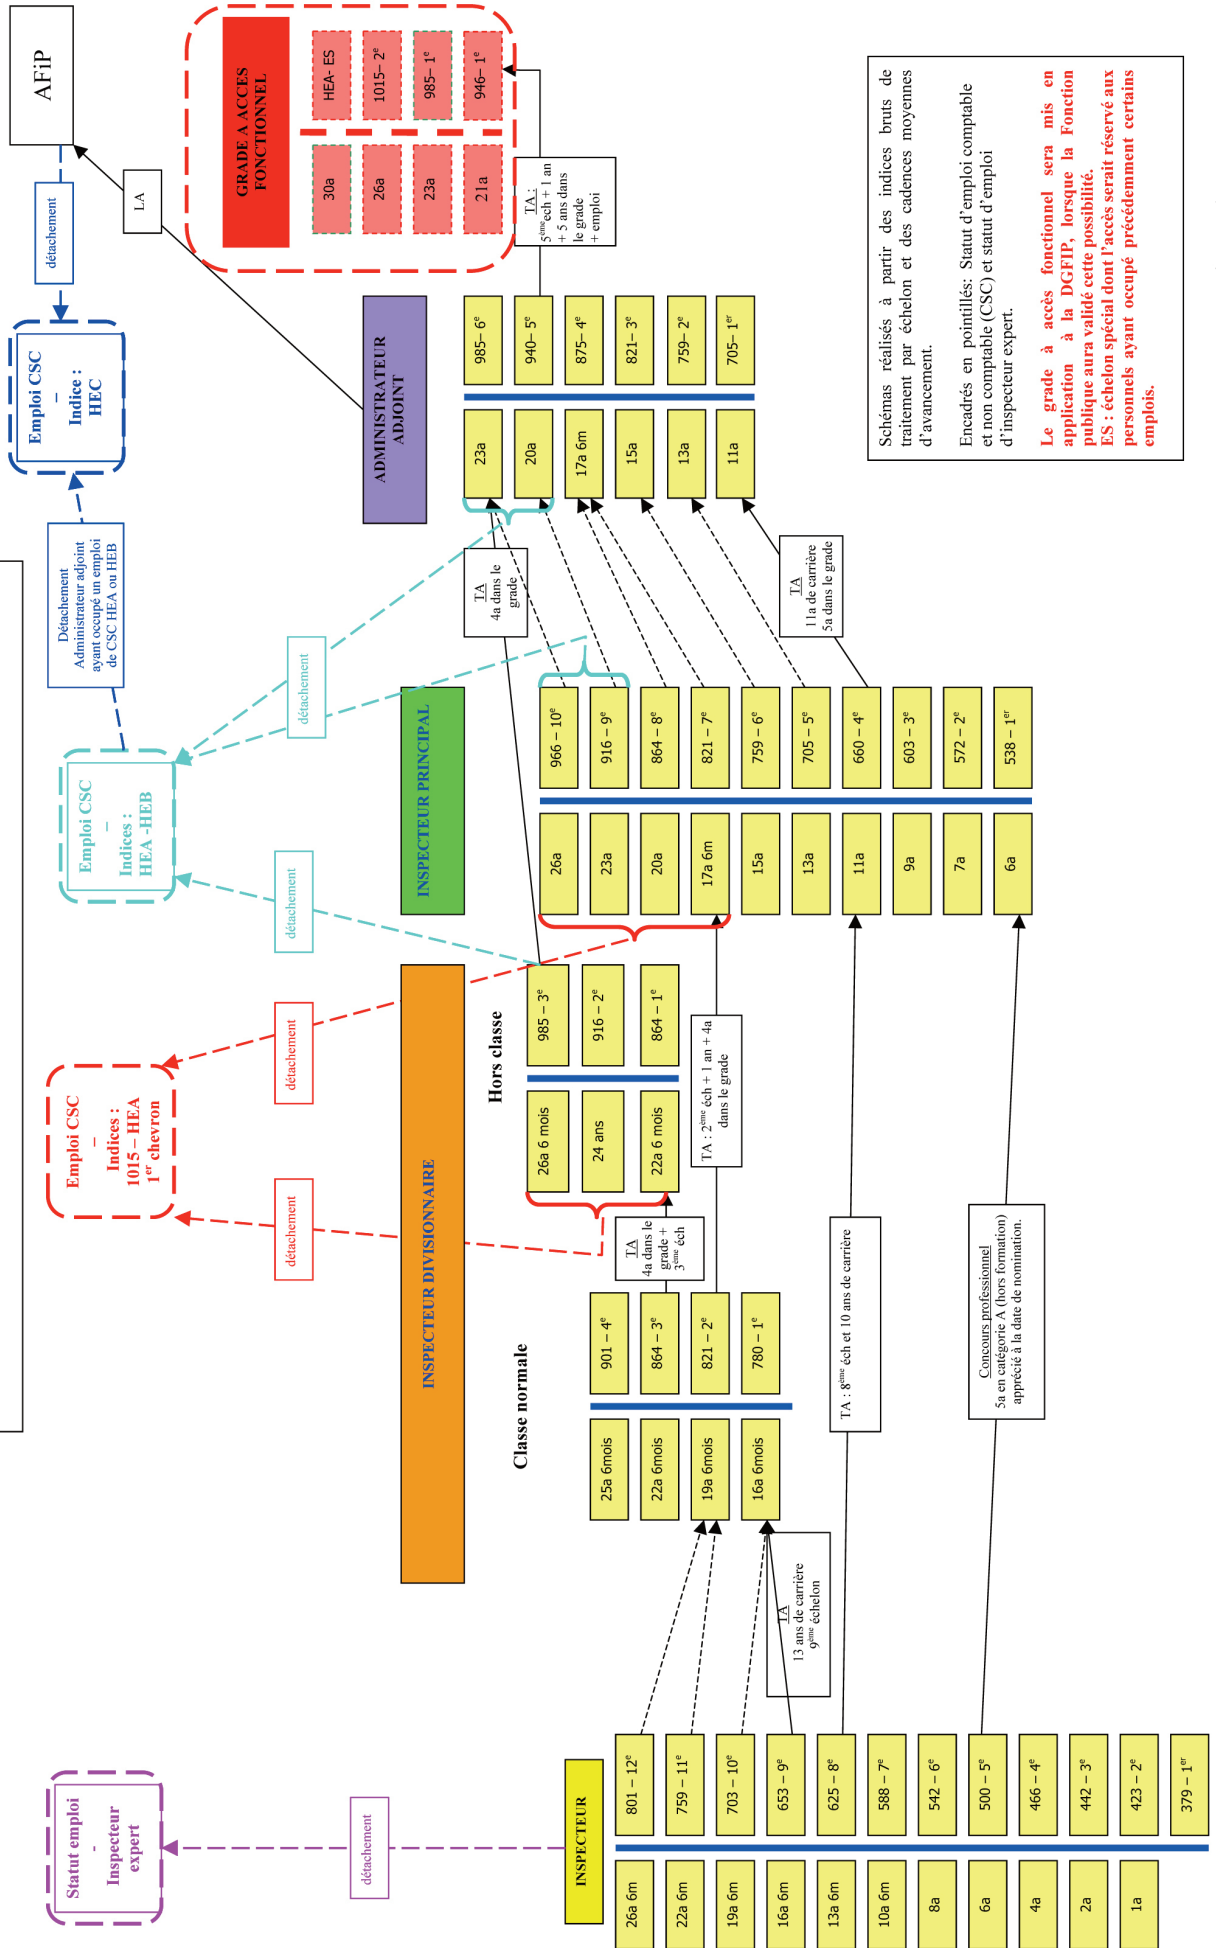 Statut emploi
-
Inspecteur
expert
détachement
INSPECTEUR
26a 6m
801 – 12e
22a 6m
759 – 11e
19a 6m
703 – 10e
16a 6m
653 – 9e
13a 6m
625 – 8e
10a 6m
588 – 7e
8a
542 – 6e
6a
500 – 5e
4a
466 – 4e
2a
442 – 3e
1a
423 – 2e
379 – 1er
TA
13 ans de carrière
9ème échelon
TA : 8ème éch et 10 ans de carrière
Concours professionnel
5a en catégorie A (hors formation)
apprécié à la date de nomination.
Emploi CSC
–
Indices :
1015 – HEA
1er chevron
détachement
détachement
INSPECTEUR DIVISIONNAIRE
Classe normale
25a 6mois
901 – 4e
22a 6mois
864 – 3e
19a 6mois
821 – 2e
16a 6mois
780 – 1e
TA
4a dans le
grade +
3ème éch
Hors classe
26a 6 mois
985 – 3e
24 ans
916 – 2e
22a 6 mois
864 – 1e
TA : 2ème éch + 1 an + 4a
dans le grade
Emploi CSC
–
Indices :
HEA -HEB
détachement
détachement
INSPECTEUR PRINCIPAL
26a
966 – 10e
23a
916 – 9e
20a
864 – 8e
17a 6m
821 – 7e
15a
759 – 6e
13a
705 – 5e
11a
660 – 4e
9a
603 – 3e
7a
572 – 2e
6a
538 – 1er
TA
4a dans le
grade
TA
11a de carrière
5a dans le grade
Détachement
Administrateur adjoint
ayant occupé un emploi
de CSC HEA ou HEB
Emploi CSC
–
Indice :
HEC
détachement
AFiP
LA
ADMINISTRATEUR
ADJOINT
23a
985– 6e
20a
940– 5e
17a 6m
875– 4e
15a
821– 3e
13a
759– 2e
11a
705– 1er
TA :
5ème ech + 1 an
+ 5 ans dans
le grade
+ emploi
GRADE A ACCES
FONCTIONNEL
30a
HEA- ES
26a
1015– 2e
23a
985– 1e
21a
946– 1e
Schémas réalisés à partir des indices bruts de
traitement par échelon et des cadences moyennes
d'avancement.
Encadrés en pointillés: Statut d'emploi comptable
et non comptable (CSC) et statut d'emploi
d'inspecteur expert.
Le grade à accès fonctionnel sera mis en
application à la DGFIP, lorsque la Fonction
publique aura validé cette possibilité.
ES : échelon spécial dont l'accès serait réservé aux
personnels ayant occupé précédemment certains
emplois.